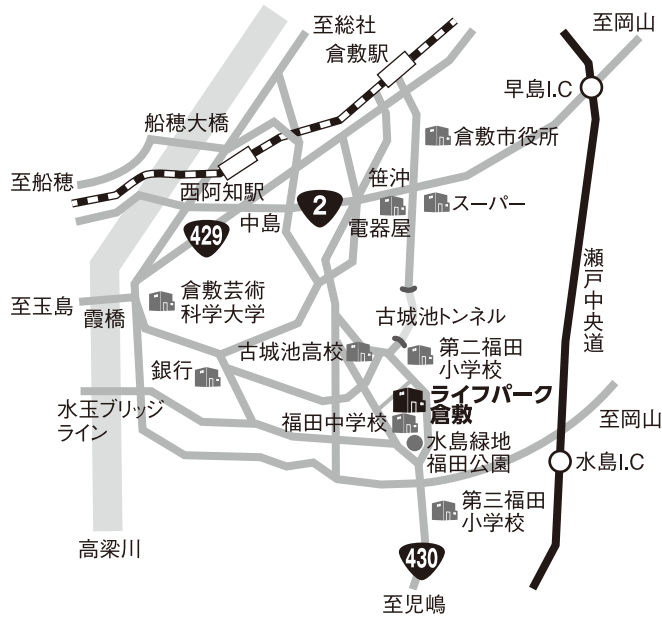 至総社
倉敷駅
至岡山
早島I.C
船穂大橋
倉敷市役所
至船穂
西阿知駅
笹沖
スーパー
2
中島
電器屋
429
瀬戸中央道
倉敷芸術
科学大学
至玉島
霞橋
古城池トンネル
古城池高校
第二福田
小学校
銀行
ライフパーク
倉敷
水玉ブリッジ
ライン
福田中学校
至岡山
水島緑地
福田公園
水島I.C
第三福田
小学校
高梁川
430
至児嶋